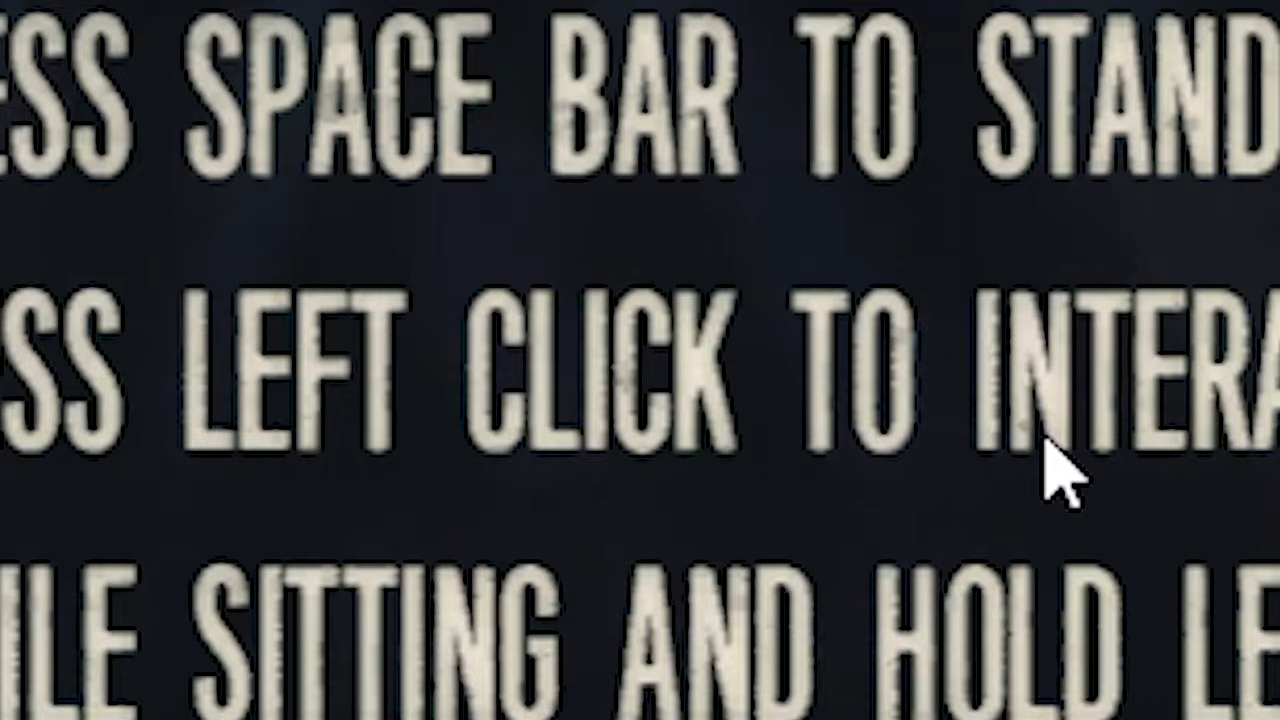 ESS SPACE BAR TO STAND
SS LEFT CLICK TO INTERA
ILE SITTING AND HOLD LE